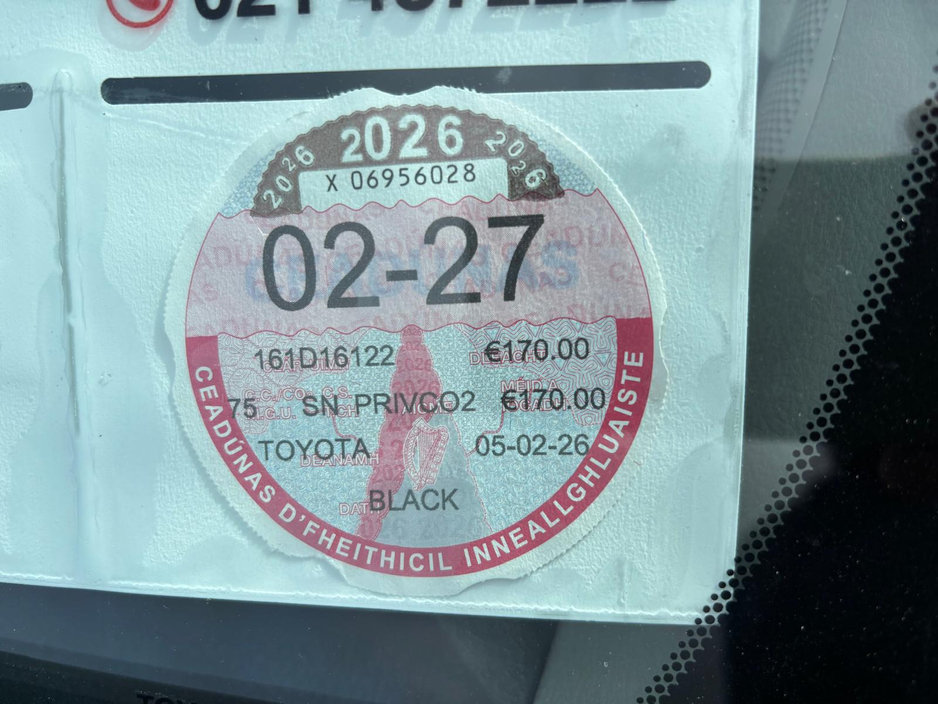 2026 2026 2026
X 06956028
02-27
161D16122 €170.00
75 SN PRIVCO2 €170.00
TOYOTA 05-02-26
DEANAMH
BLACK
CEADÚNAS D'FHEITHICIL INNEALLGHLUAISTE